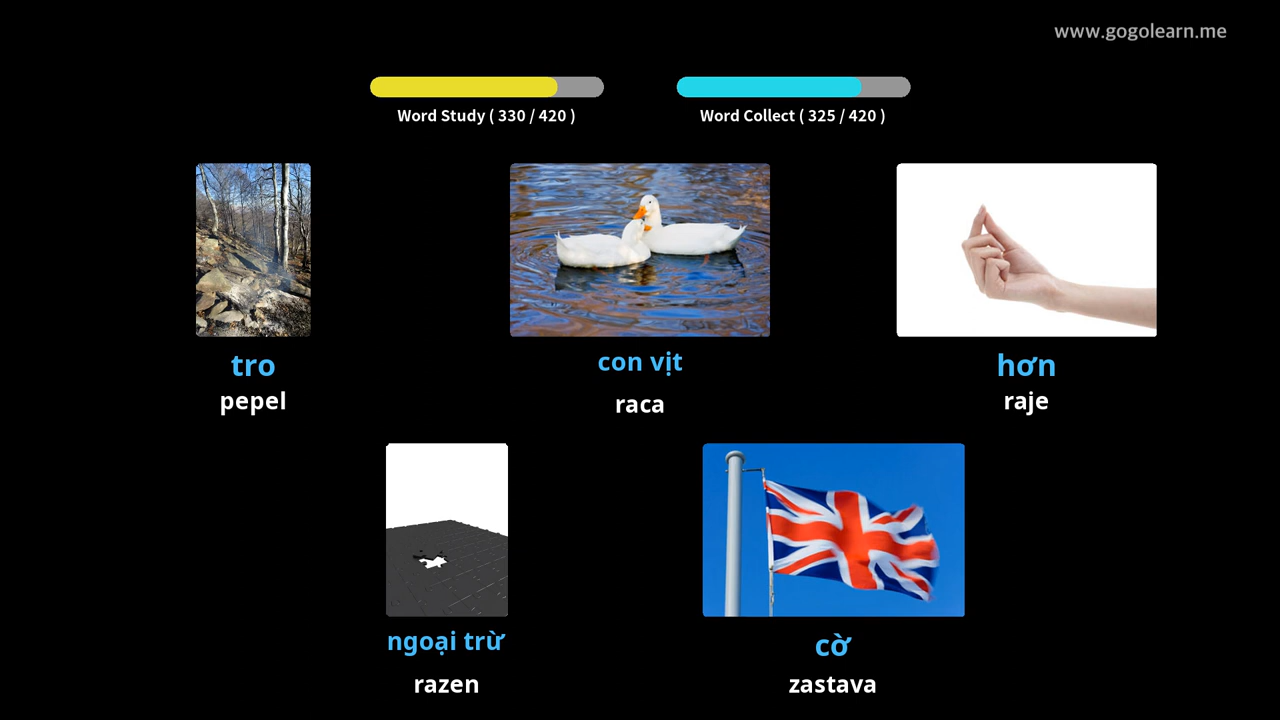 www.gogolearn.me
Word Study ( 330 / 420 )
Word Collect ( 325 / 420 )
tro
pepel
con vịt
raca
hơn
raje
ngoại trừ
razen
cờ
zastava